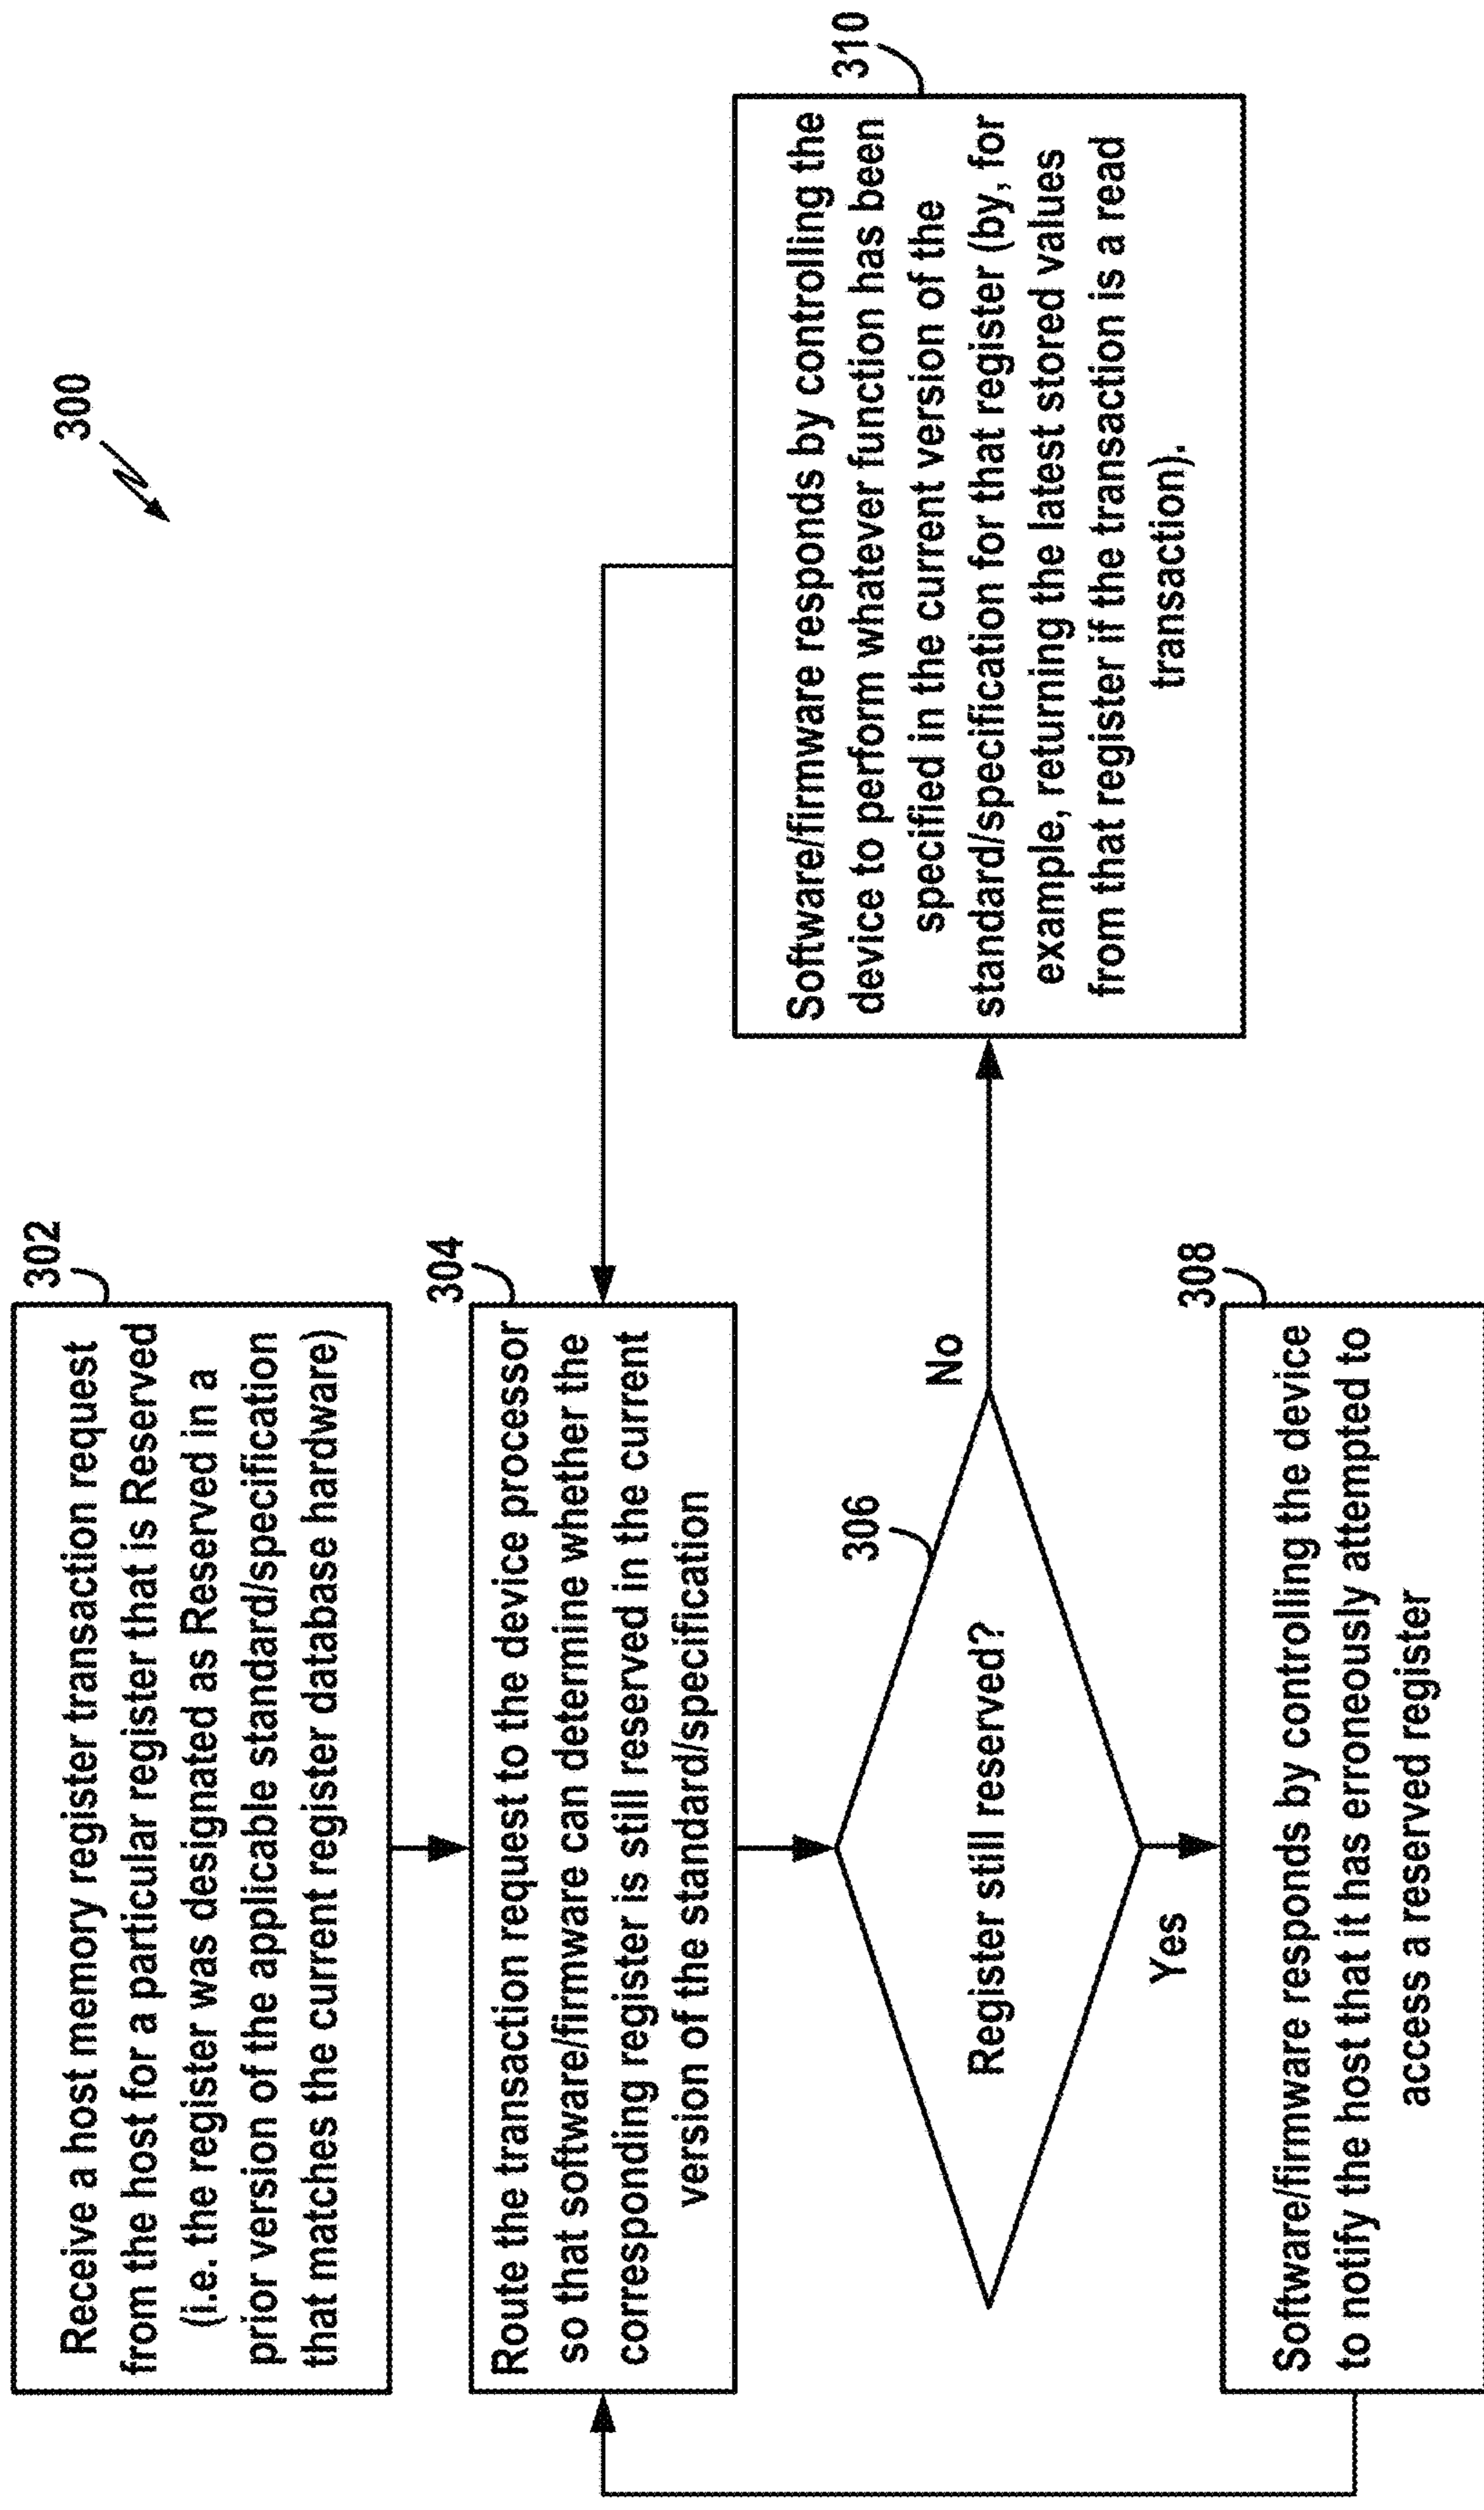 300
302
Receive a host memory register transaction request
from the host for a particular register that is Reserved
(i.e. the register was designated as Reserved in a
prior version of the applicable standard/specification
that matches the current register database hardware)
304
Route the transaction request to the device processor
so that software/firmware can determine whether the
corresponding register is still reserved in the current
version of the standard/specification
306
Register still reserved?
No
Yes
308
Software/firmware responds by controlling the device
to notify the host that it has erroneously attempted to
access a reserved register
310
Software/firmware responds by controlling the
device to perform whatever function has been
specified in the current version of the
standard/specification for that register (by, for
example, returning the latest stored values
from that register if the transaction is a read
transaction).